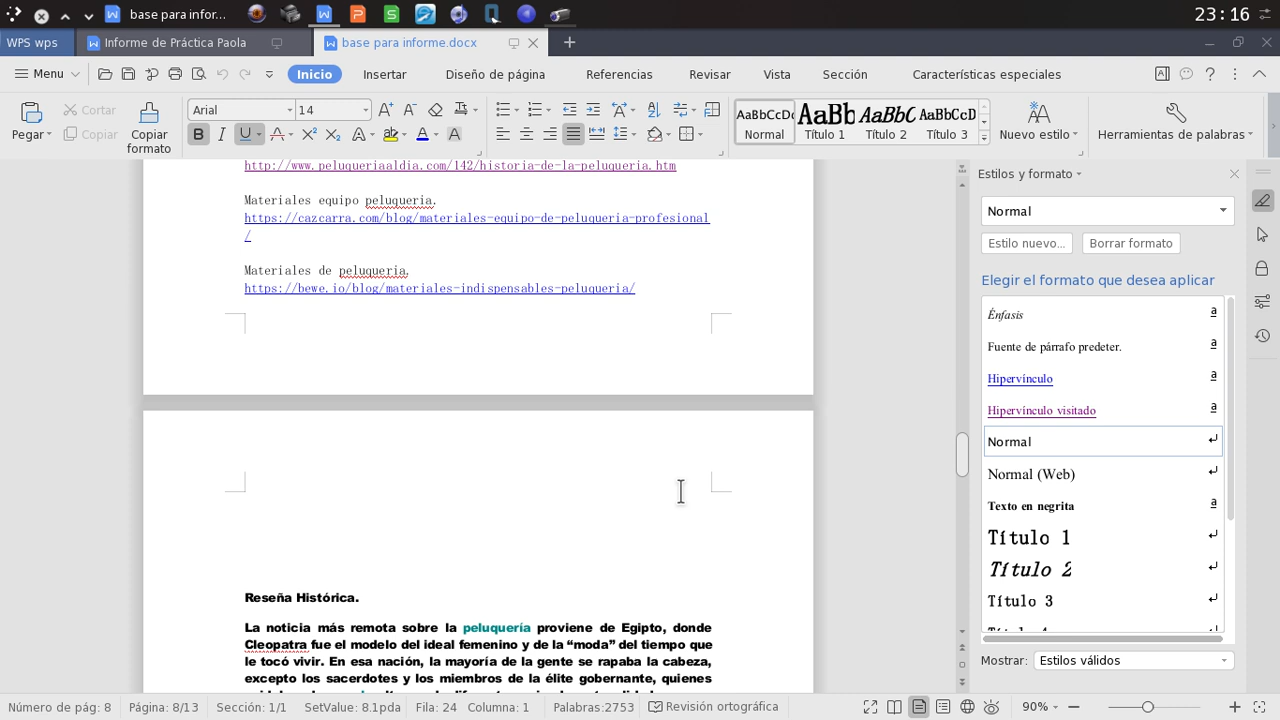 base para infor...
23:16
WPS wps
Informe de Práctica Paola
base para informe.docx
Menu
Inicio
Insertar
Diseño de página
Referencias
Revisar
Vista
Sección
Características especiales
Pegar
Cortar
Copiar
Copiar formato
Arial
14
AaBbCcDc
Normal
AaBb
Título 1
AaBbC
Título 2
AaBbCcD
Título 3
Nuevo estilo
Herramientas de palabras
http://www.peluqueriaaldia.com/142/historia-de-la-peluqueria.htm
Materiales equipo peluqueria.
https://cazcarra.com/blog/materiales-equipo-de-peluqueria-profesional
/
Materiales de peluqueria.
https://bewe.io/blog/materiales-indispensables-peluqueria/
Reseña Histórica.
La noticia más remota sobre la peluquería proviene de Egipto, donde
Cleopatra fue el modelo del ideal femenino y de la “moda” del tiempo que
le tocó vivir. En esa nación, la mayoría de la gente se rapaba la cabeza,
excepto los sacerdotes y los miembros de la élite gobernante, quienes
Estilos y formato
Normal
Estilo nuevo...
Borrar formato
Elegir el formato que desea aplicar
Énfasis
Fuente de párrafo predeter.
Hipervínculo
Hipervínculo visitado
Normal
Normal (Web)
Texto en negrita
Título 1
Título 2
Título 3
Mostrar:
Estilos válidos
Número de pág: 8
Página: 8/13
Sección: 1/1
SetValue: 8.1pda
Fila: 24
Columna: 1
Palabras:2753
Revisión ortográfica
90%